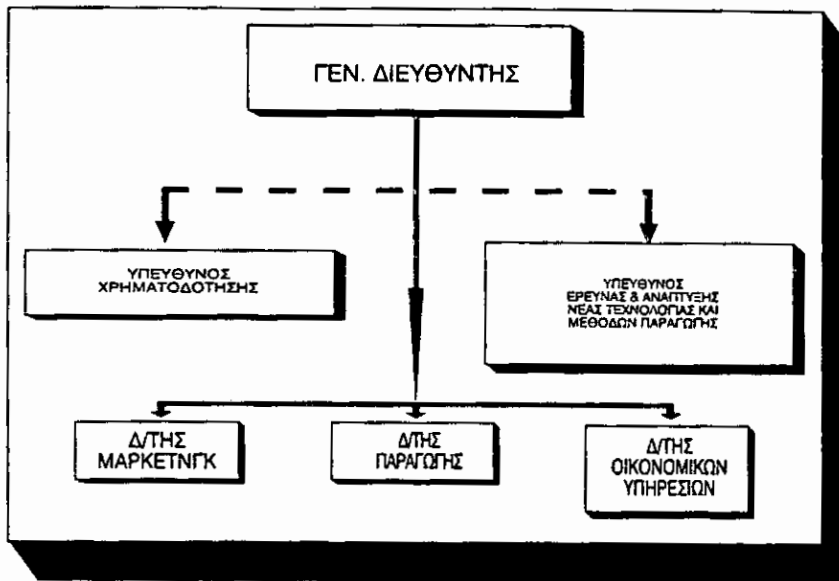 ΓΕΝ. ΔΙΕΥΘΥΝΤΗΣ
ΥΠΕΥΘΥΝΟΣ
ΧΡΗΜΑΤΟΔΟΤΗΣΗΣ
ΥΠΕΥΘΥΝΟΣ
ΕΡΕΥΝΑΣ & ΑΝΑΠΤΥΞΗΣ
ΝΕΑΣ ΤΕΧΝΟΛΟΓΙΑΣ ΚΑΙ
ΜΕΘΟΔΩΝ ΠΑΡΑΓΩΓΗΣ
Δ/ΤΗΣ
ΜΑΡΚΕΤΝΓΚ
Δ/ΤΗΣ
ΠΑΡΑΓΩΓΗΣ
Δ/ΤΗΣ
ΟΙΚΟΝΟΜΙΚΩΝ
ΥΠΗΡΕΣΙΩΝ